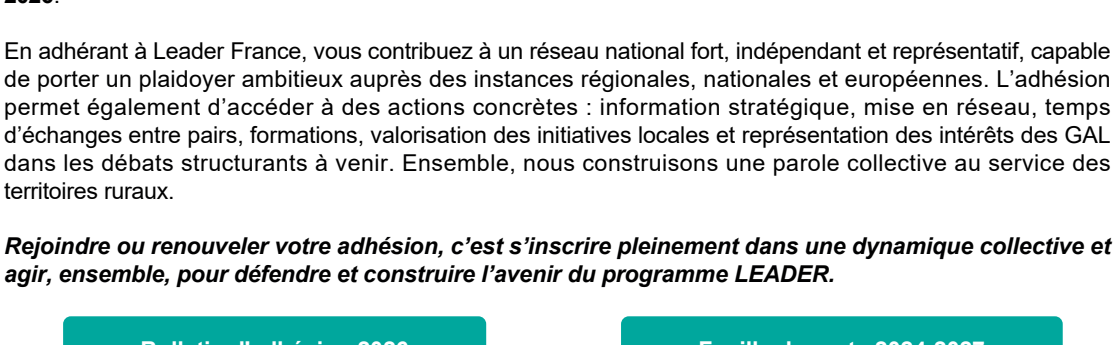 2026.
En adhérant à Leader France, vous contribuez à un réseau national fort, indépendant et représentatif, capable
de porter un plaidoyer ambitieux auprès des instances régionales, nationales et européennes. L’adhésion
permet également d’accéder à des actions concrètes : information stratégique, mise en réseau, temps
d’échanges entre pairs, formations, valorisation des initiatives locales et représentation des intérêts des GAL
dans les débats structurants à venir. Ensemble, nous construisons une parole collective au service des
territoires ruraux.
Rejoindre ou renouveler votre adhésion, c’est s’inscrire pleinement dans une dynamique collective et
agir, ensemble, pour défendre et construire l’avenir du programme LEADER.